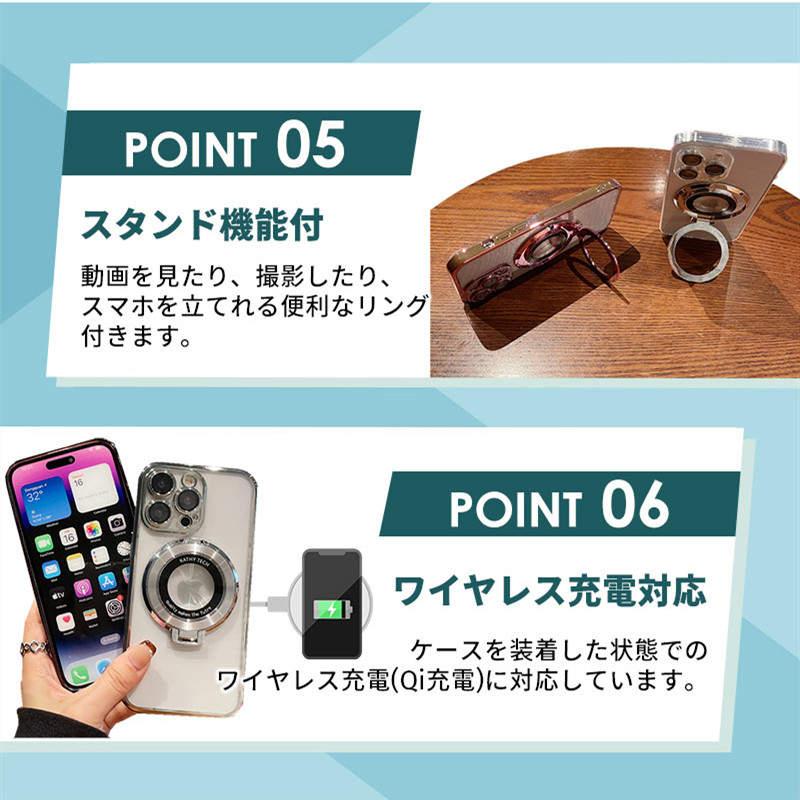 POINT 05
スタンド機能付
動画を見たり、撮影したり、
スマホを立てれる便利なリング
付きます。
POINT 06
ワイヤレス充電対応
ケースを装着した状態での
ワイヤレス充電(Qi充電)に対応しています。
32°
16
RATHY TECH